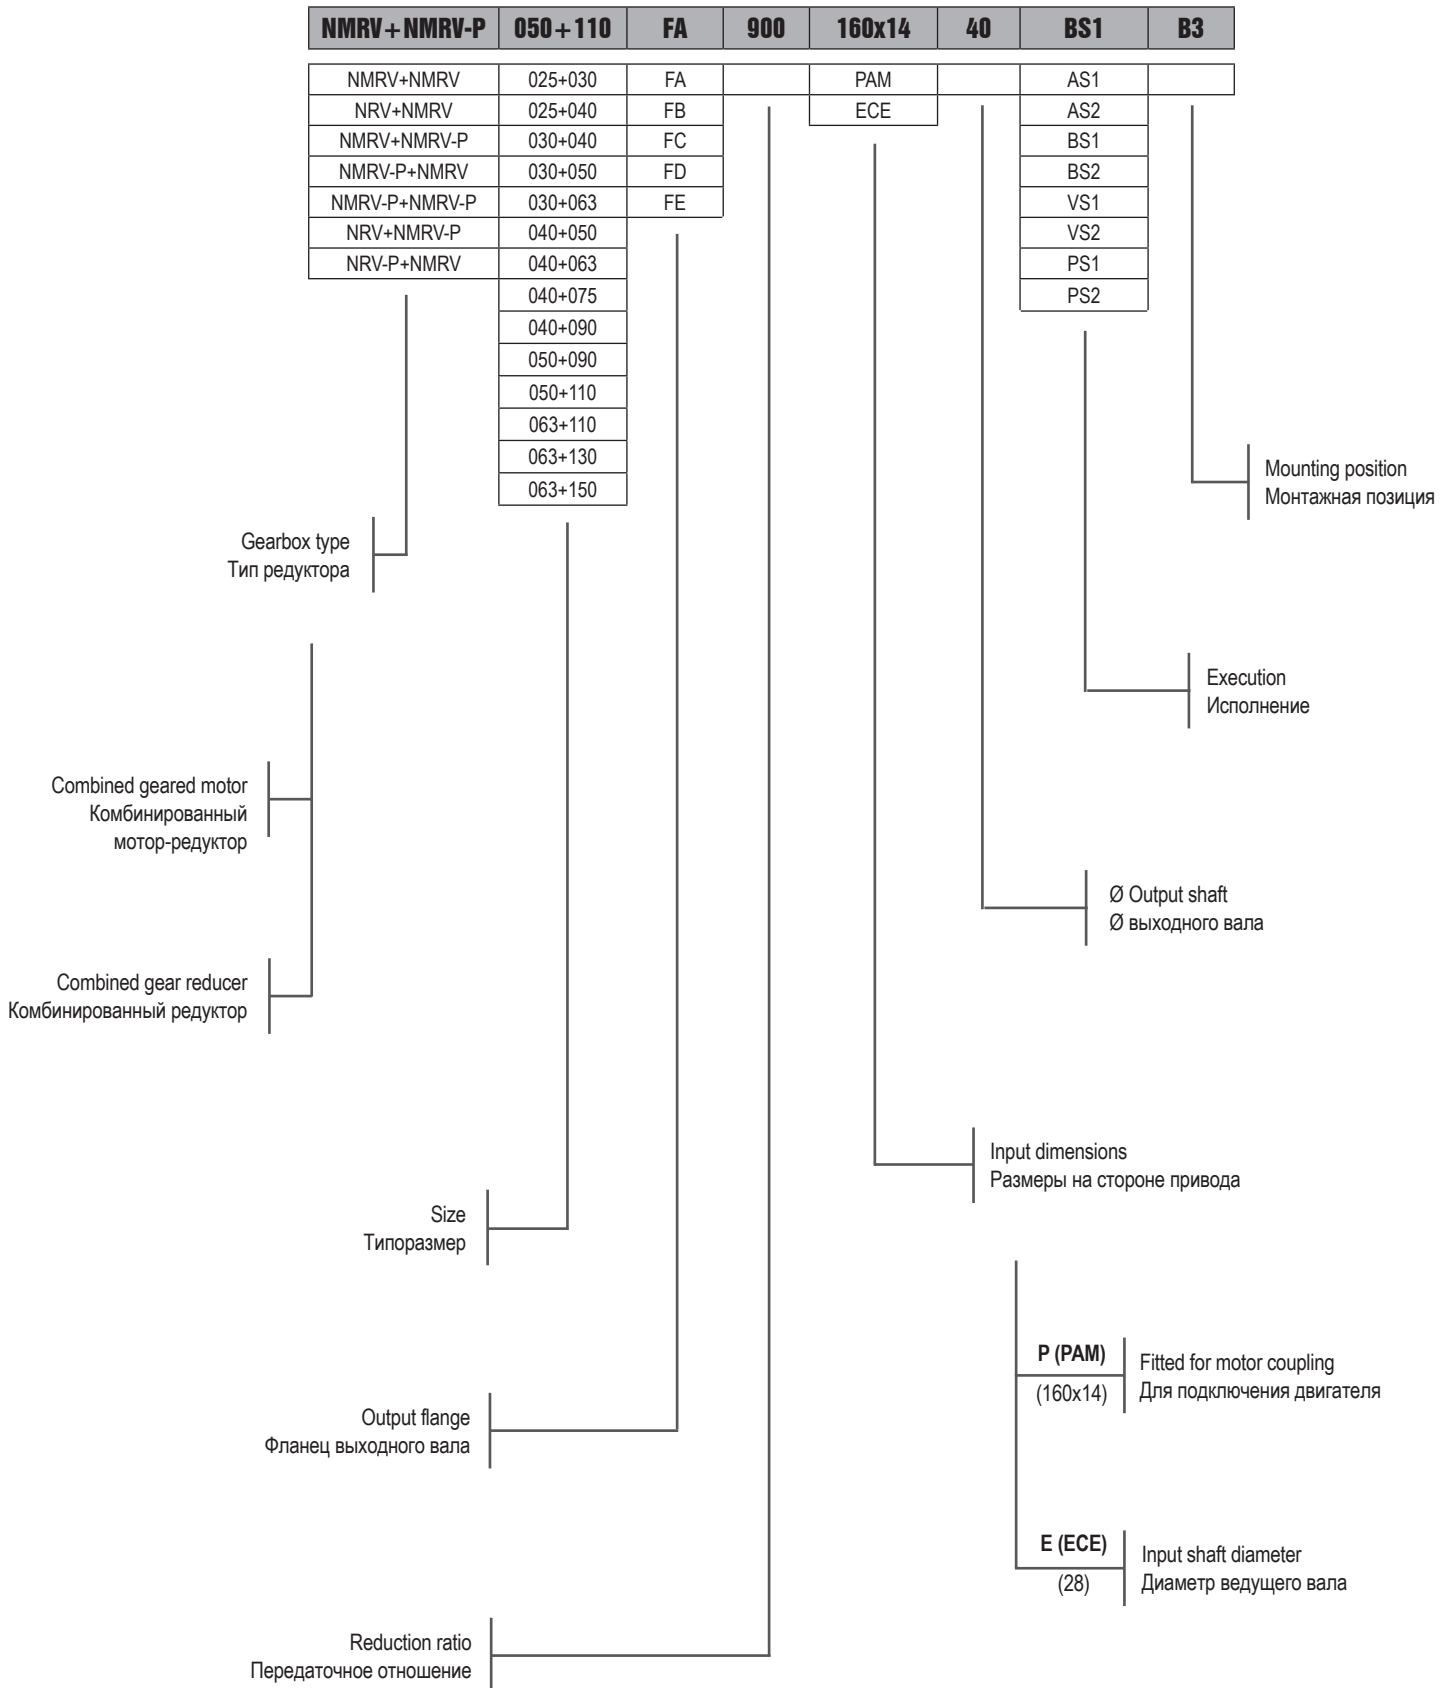 NMRV+NMRV-P 050+110 FA 900 160x14 40 BS1 B3
NMRV+NMRV 025+030 FA PAM AS1
NRV+NMRV 025+040 FB ECE AS2
NMRV+NMRV-P 030+040 FC BS1
NMRV-P+NMRV 030+050 FD BS2
NMRV-P+NMRV-P 030+063 FE VS1
NRV+NMRV-P 040+050 VS2
NRV-P+NMRV 040+063 PS1
040+075 PS2
040+090
050+090
050+110
063+110
063+130
063+150
Mounting position
Монтажная позиция
Gearbox type
Тип редуктора
Execution
Исполнение
Combined geared motor
Комбинированный
мотор-редуктор
Ø Output shaft
Ø выходного вала
Combined gear reducer
Комбинированный редуктор
Input dimensions
Размеры на стороне привода
Size
Типоразмер
P (PAM)
(160x14)
Fitted for motor coupling
Для подключения двигателя
Output flange
Фланец выходного вала
E (ECE)
(28)
Input shaft diameter
Диаметр ведущего вала
Reduction ratio
Передаточное отношение